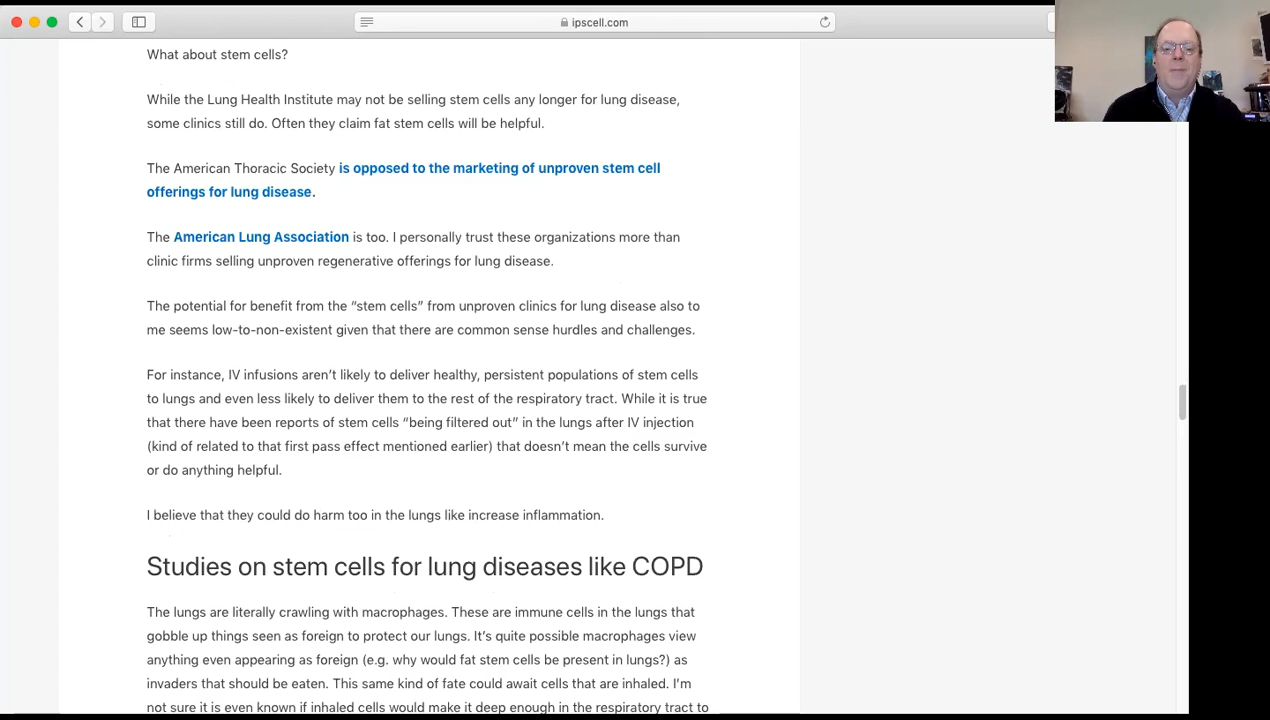 ipscell.com
What about stem cells?
While the Lung Health Institute may not be selling stem cells any longer for lung disease,
some clinics still do. Often they claim fat stem cells will be helpful.
The American Thoracic Society is opposed to the marketing of unproven stem cell
offerings for lung disease.
The American Lung Association is too. I personally trust these organizations more than
clinic firms selling unproven regenerative offerings for lung disease.
The potential for benefit from the “stem cells” from unproven clinics for lung disease also to
me seems low-to-non-existent given that there are common sense hurdles and challenges.
For instance, IV infusions aren’t likely to deliver healthy, persistent populations of stem cells
to lungs and even less likely to deliver them to the rest of the respiratory tract. While it is true
that there have been reports of stem cells “being filtered out” in the lungs after IV injection
(kind of related to that first pass effect mentioned earlier) that doesn’t mean the cells survive
or do anything helpful.
I believe that they could do harm too in the lungs like increase inflammation.
Studies on stem cells for lung diseases like COPD
The lungs are literally crawling with macrophages. These are immune cells in the lungs that
gobble up things seen as foreign to protect our lungs. It’s quite possible macrophages view
anything even appearing as foreign (e.g. why would fat stem cells be present in lungs?) as
invaders that should be eaten. This same kind of fate could await cells that are inhaled. I’m
not sure it is even known if inhaled cells would make it deep enough in the respiratory tract to